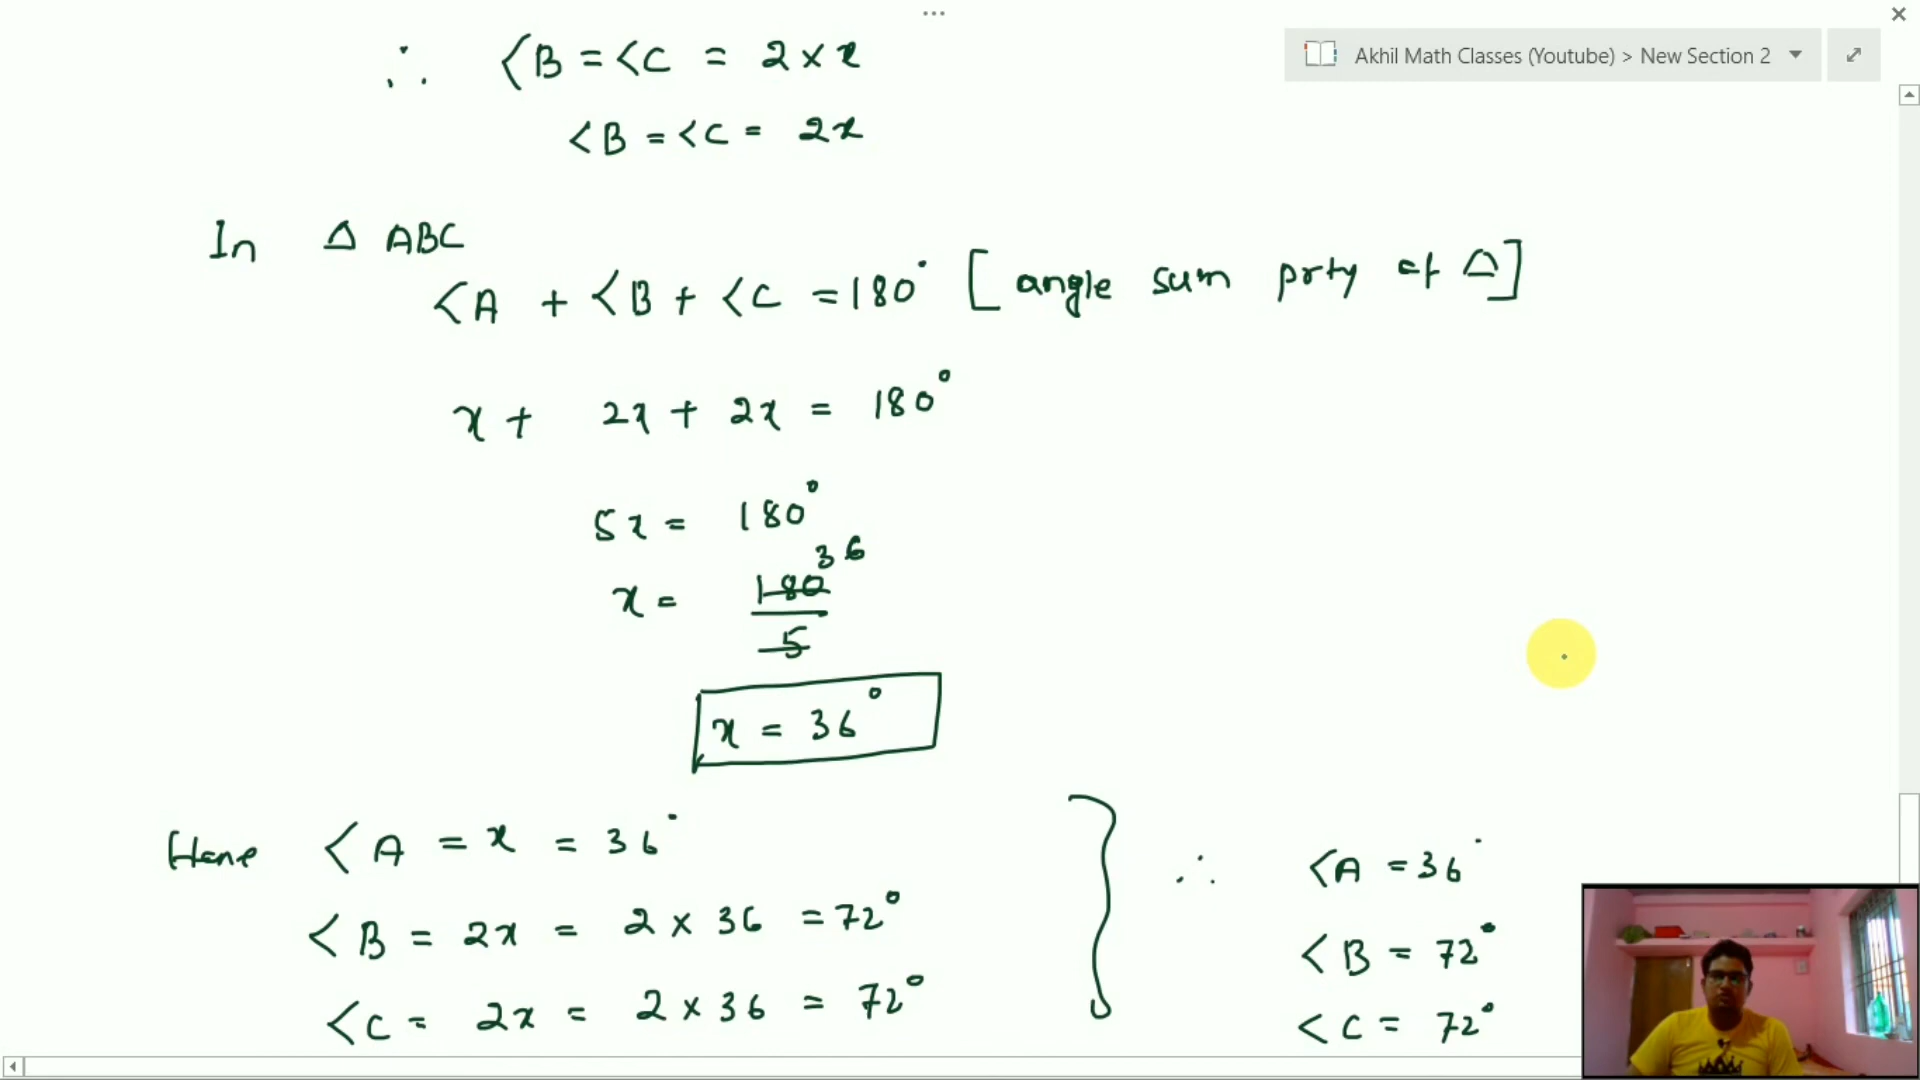 ∴ <B = <C = 2 × x
Akhil Math Classes (Youtube) > New Section 2
<B = <C = 2x
In △ ABC
<A + <B + <C = 180° [angle sum prty of △]
x + 2x + 2x = 180°
5x = 180°
36
x = 180/5
x = 36°
Hence <A = x = 36°
<B = 2x = 2 × 36 = 72°
<C = 2x = 2 × 36 = 72°
∴ <A = 36°
<B = 72°
<C = 72°